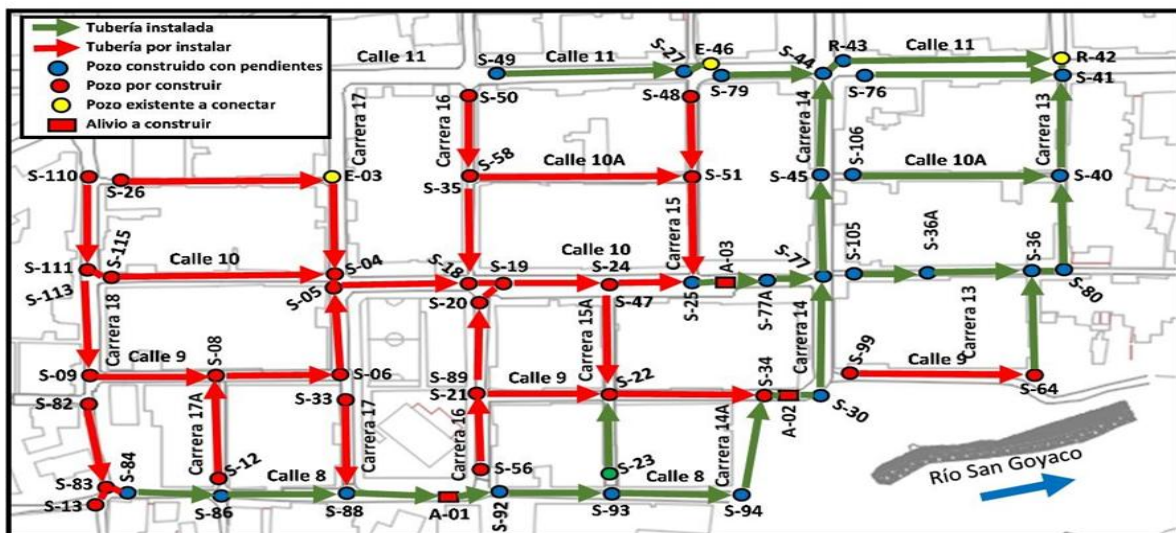 Tubería instalada
Tubería por instalar
Pozo construido con pendientes
Pozo por construir
Pozo existente a conectar
Alivio a construir
Calle 11
S-49
Calle 11
S-27
E-46
S-79
S-44
R-43
Calle 11
R-42
S-76
S-41
Carrera 17
Carrera 16
S-50
S-48
Carrera 14
Carrera 13
S-106
S-110
S-26
E-03
S-58
S-35
Calle 10A
S-51
S-45
Calle 10A
S-40
Carrera 15
S-115
S-111
S-113
Calle 10
S-04
S-05
S-18
S-19
S-20
Calle 10
S-24
S-47
A-03
S-25
S-77
S-77A
S-105
S-36A
S-36
S-80
Carrera 18
Carrera 15A
Carrera 14
Carrera 13
Calle 9
S-08
S-09
S-06
S-89
S-21
Calle 9
S-22
S-34
S-99
Calle 9
S-64
S-82
S-33
A-02
S-30
Carrera 17A
Carrera 17
Carrera 16
Carrera 14A
S-84
S-83
S-13
S-12
Calle 8
S-86
S-88
A-01
S-56
S-92
S-23
Calle 8
S-93
S-94
Río San Goyaco